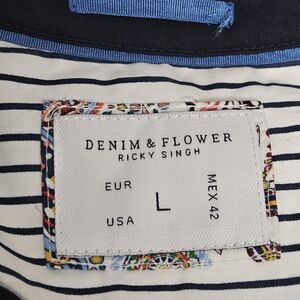 DENIM & FLOWER
RICKY SINGH
EUR
USA
L
MEX 42